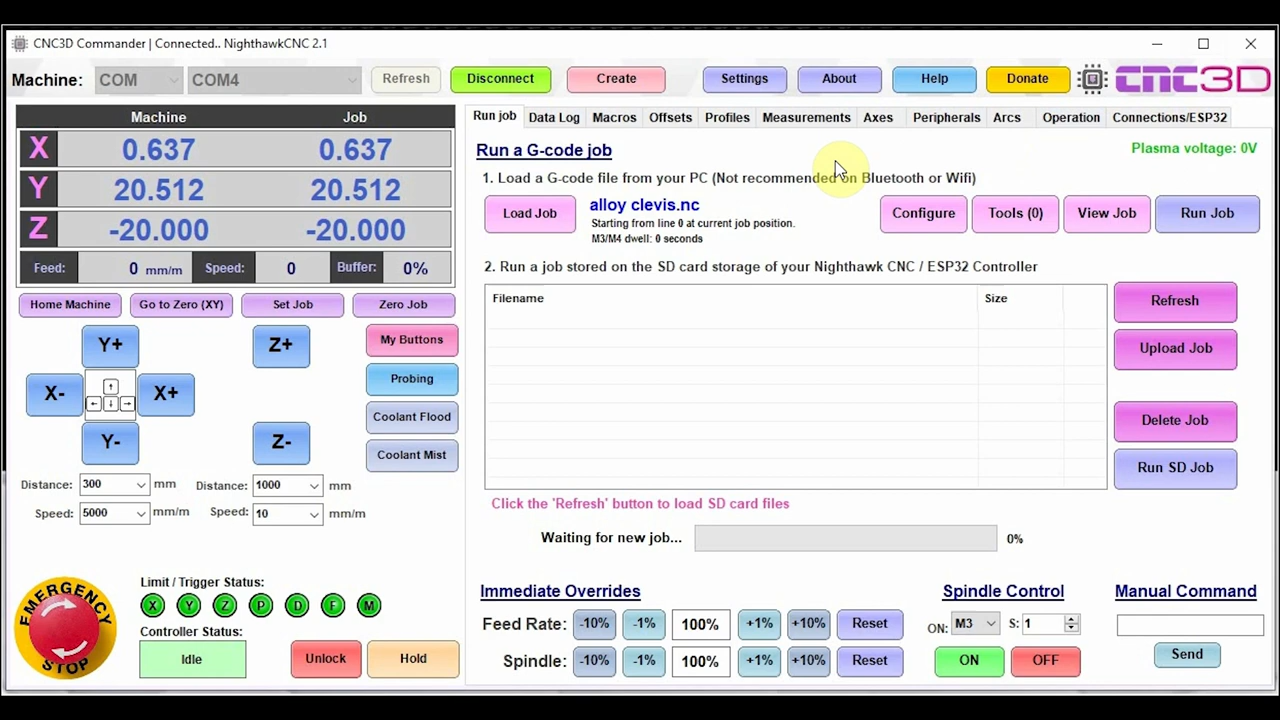 CNC3D Commander | Connected.. NighthawkCNC 2.1
Machine: COM COM4 Refresh Disconnect Create Settings About Help Donate CNC3D
Machine Job
X 0.637 0.637
Y 20.512 20.512
Z -20.000 -20.000
Feed: 0 mm/m Speed: 0 Buffer: 0%
Home Machine Go to Zero (XY) Set Job Zero Job
Y+ Z+ My Buttons
X- X+ Probing
Coolant Flood
Y- Z- Coolant Mist
Distance: 300 mm Distance: 1000 mm
Speed: 5000 mm/m Speed: 10 mm/m
EMERGENCY STOP
Limit / Trigger Status:
X Y Z P D F M
Controller Status:
Idle Unlock Hold
Run job Data Log Macros Offsets Profiles Measurements Axes Peripherals Arcs Operation Connections/ESP32
Run a G-code job Plasma voltage: 0V
1. Load a G-code file from your PC (Not recommended on Bluetooth or Wifi)
Load Job alloy clevis.nc Configure Tools (0) View Job Run Job
Starting from line 0 at current job position.
M3/M4 dwell: 0 seconds
2. Run a job stored on the SD card storage of your Nighthawk CNC / ESP32 Controller
Filename Size Refresh
Upload Job
Delete Job
Run SD Job
Click the 'Refresh' button to load SD card files
Waiting for new job... 0%
Immediate Overrides Spindle Control Manual Command
Feed Rate: -10% -1% 100% +1% +10% Reset ON: M3 S: 1
Spindle: -10% -1% 100% +1% +10% Reset ON OFF Send